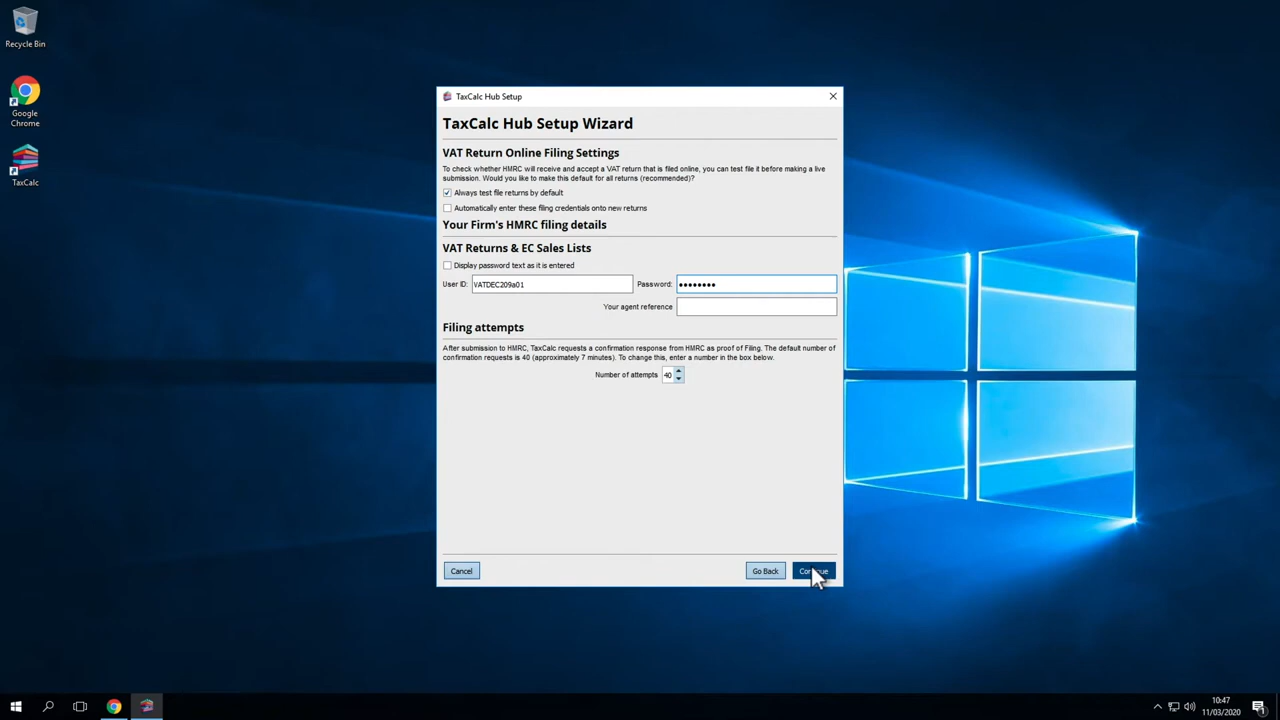 Recycle Bin
Google
Chrome
TaxCalc
TaxCalc Hub Setup
TaxCalc Hub Setup Wizard
VAT Return Online Filing Settings
To check whether HMRC will receive and accept a VAT return that is filed online, you can test file it before making a live
submission. Would you like to make this default for all returns (recommended)?
Always test file returns by default
Automatically enter these filing credentials onto new returns
Your Firm's HMRC filing details
VAT Returns & EC Sales Lists
Display password text as it is entered
User ID: VATDEC209a01 Password: ••••••••
Your agent reference
Filing attempts
After submission to HMRC, TaxCalc requests a confirmation response from HMRC as proof of Filing. The default number of
confirmation requests is 40 (approximately 7 minutes). To change this, enter a number in the box below.
Number of attempts 40
Cancel Go Back Continue
10:47
11/03/2020